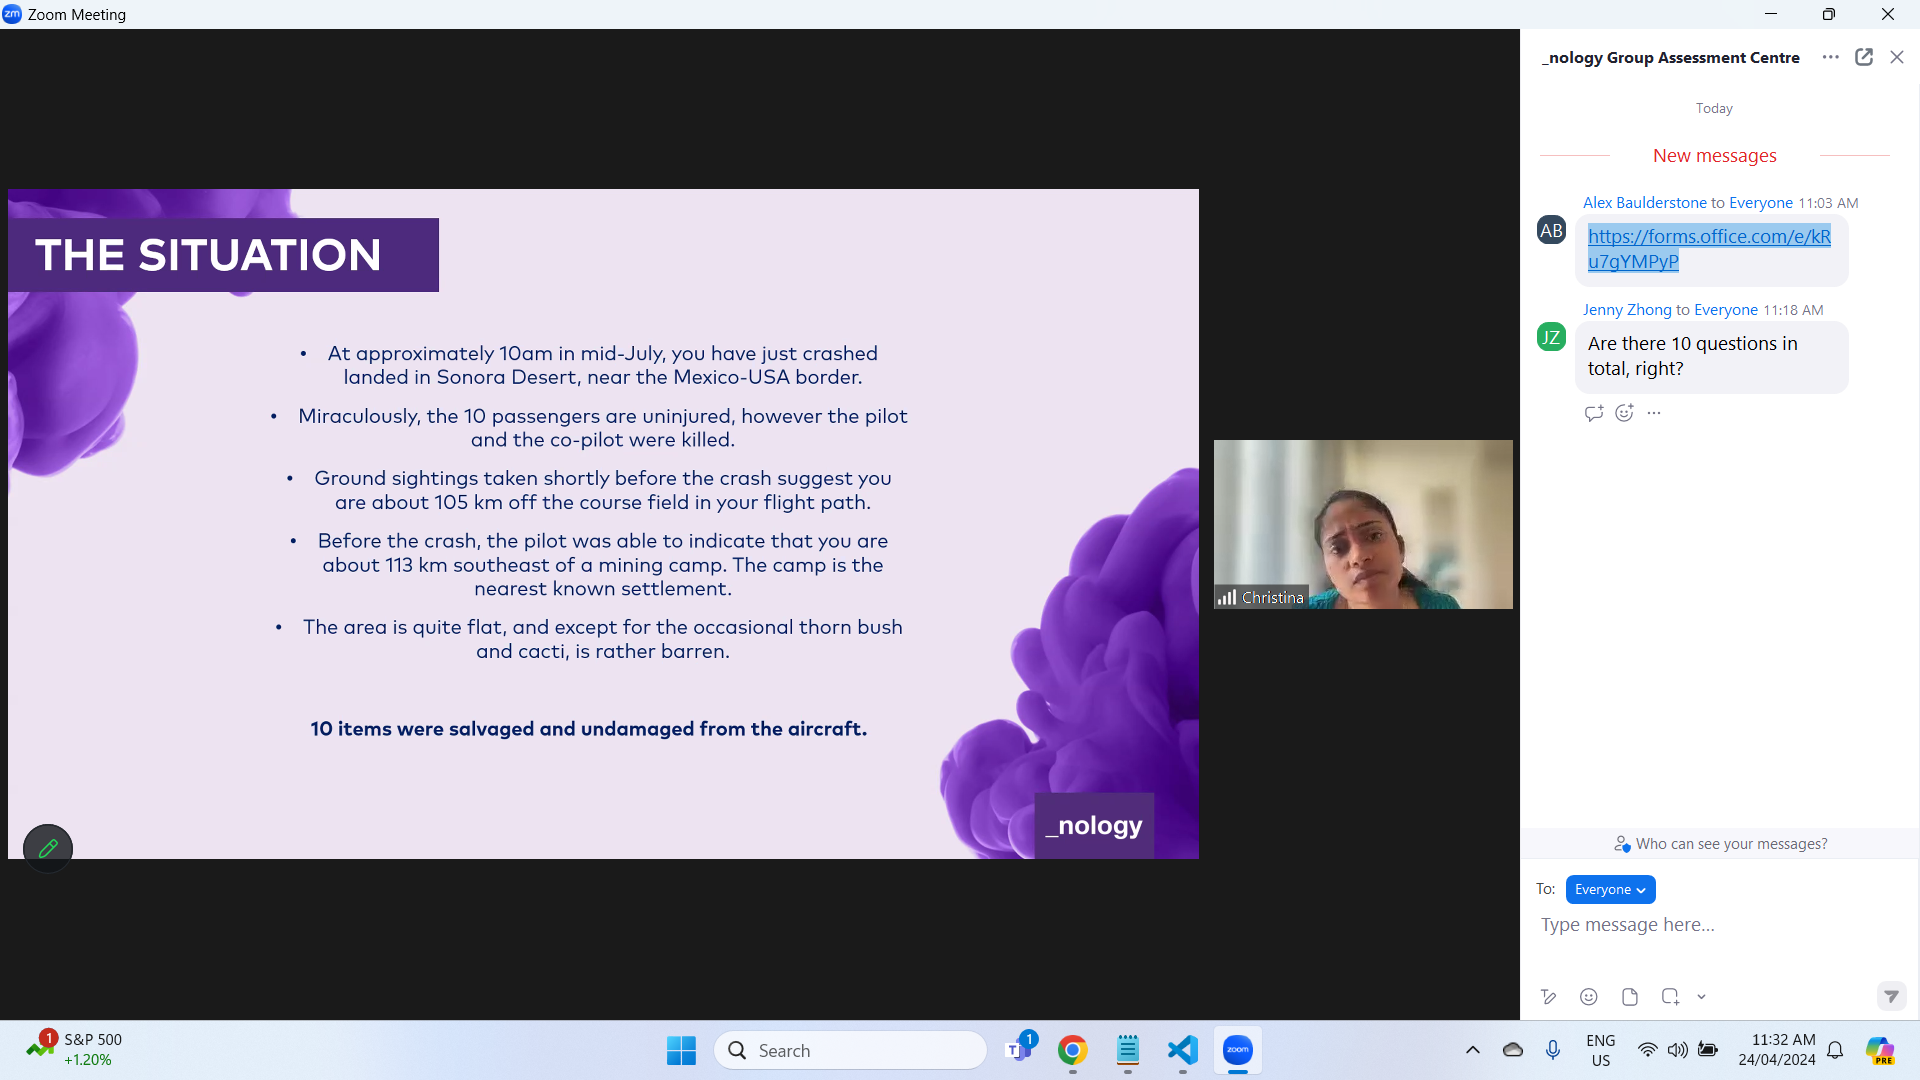 zm Zoom Meeting
THE SITUATION
• At approximately 10am in mid-July, you have just crashed
landed in Sonora Desert, near the Mexico-USA border.
• Miraculously, the 10 passengers are uninjured, however the pilot
and the co-pilot were killed.
• Ground sightings taken shortly before the crash suggest you
are about 105 km off the course field in your flight path.
• Before the crash, the pilot was able to indicate that you are
about 113 km southeast of a mining camp. The camp is the
nearest known settlement.
• The area is quite flat, and except for the occasional thorn bush
and cacti, is rather barren.
10 items were salvaged and undamaged from the aircraft.
_nology
Christina
_nology Group Assessment Centre
Today
New messages
Alex Baulderstone to Everyone 11:03 AM
AB
https://forms.office.com/e/kR
u7gYMPyP
Jenny Zhong to Everyone 11:18 AM
JZ
Are there 10 questions in
total, right?
Who can see your messages?
To: Everyone
Type message here...
1
S&P 500
+1.20%
Search
T
1
zoom
ENG
US
11:32 AM
24/04/2024
PRE